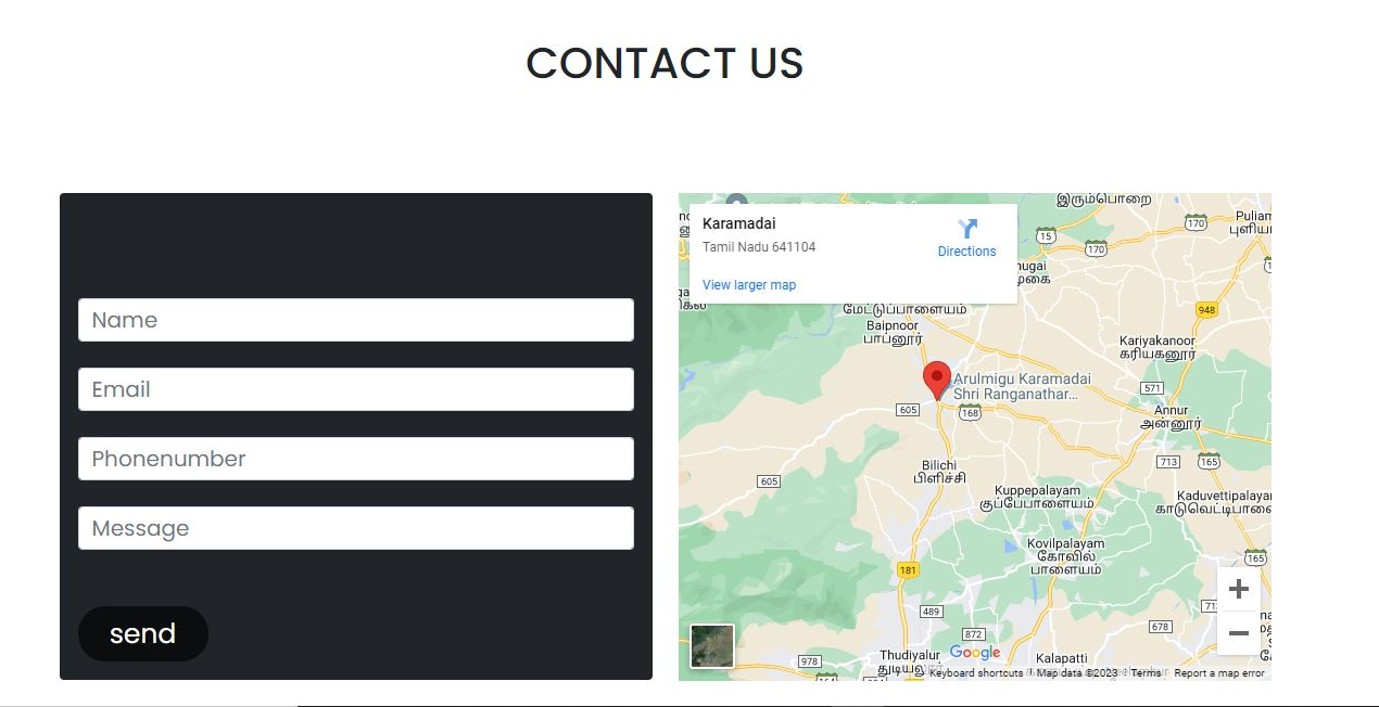 CONTACT US
Name
Email
Phonenumber
Message
send
Karamadai
Tamil Nadu 641104
Directions
View larger map
இரும்பொறை
170
Puliam
புளியம
15
170
nugai
முகை
மேட்டுப்பாளையம்
948
Baipnoor
பாப்னூர்
Kariyakanoor
கரியகனூர்
Arulmigu Karamadai
Shri Ranganathar...
571
605
168
Annur
அன்னூர்
Bilichi
பிளிச்சி
713
165
605
Kuppepalayam
குப்பேபாளையம்
Kaduvettipalayam
காடுவெட்டிபாளை
Kovilpalayam
கோவில்
பாளையம்
165
181
489
678
872
Google
Thudiyalur
துடியலூர்
978
Kalapatti
164
Keyboard shortcuts
Map data ©2023
Terms
Report a map error